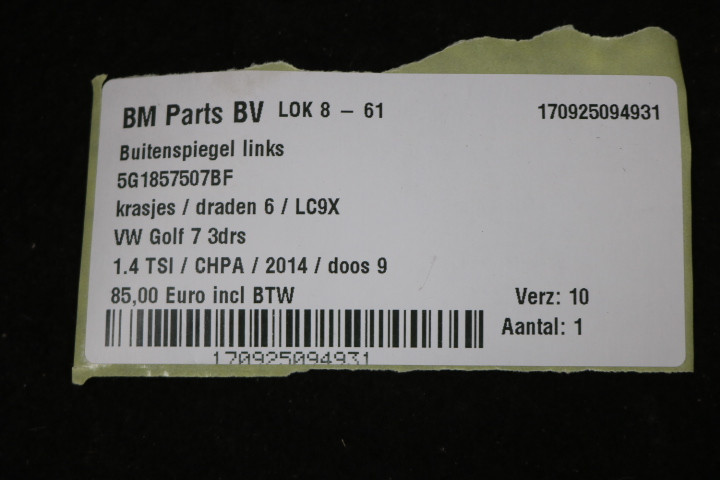 BM Parts BV LOK 8 – 61 170925094931
Buitenspiegel links
5G1857507BF
krasjes / draden 6 / LC9X
VW Golf 7 3drs
1.4 TSI / CHPA / 2014 / doos 9
85,00 Euro incl BTW Verz: 10
Aantal: 1
170925094931